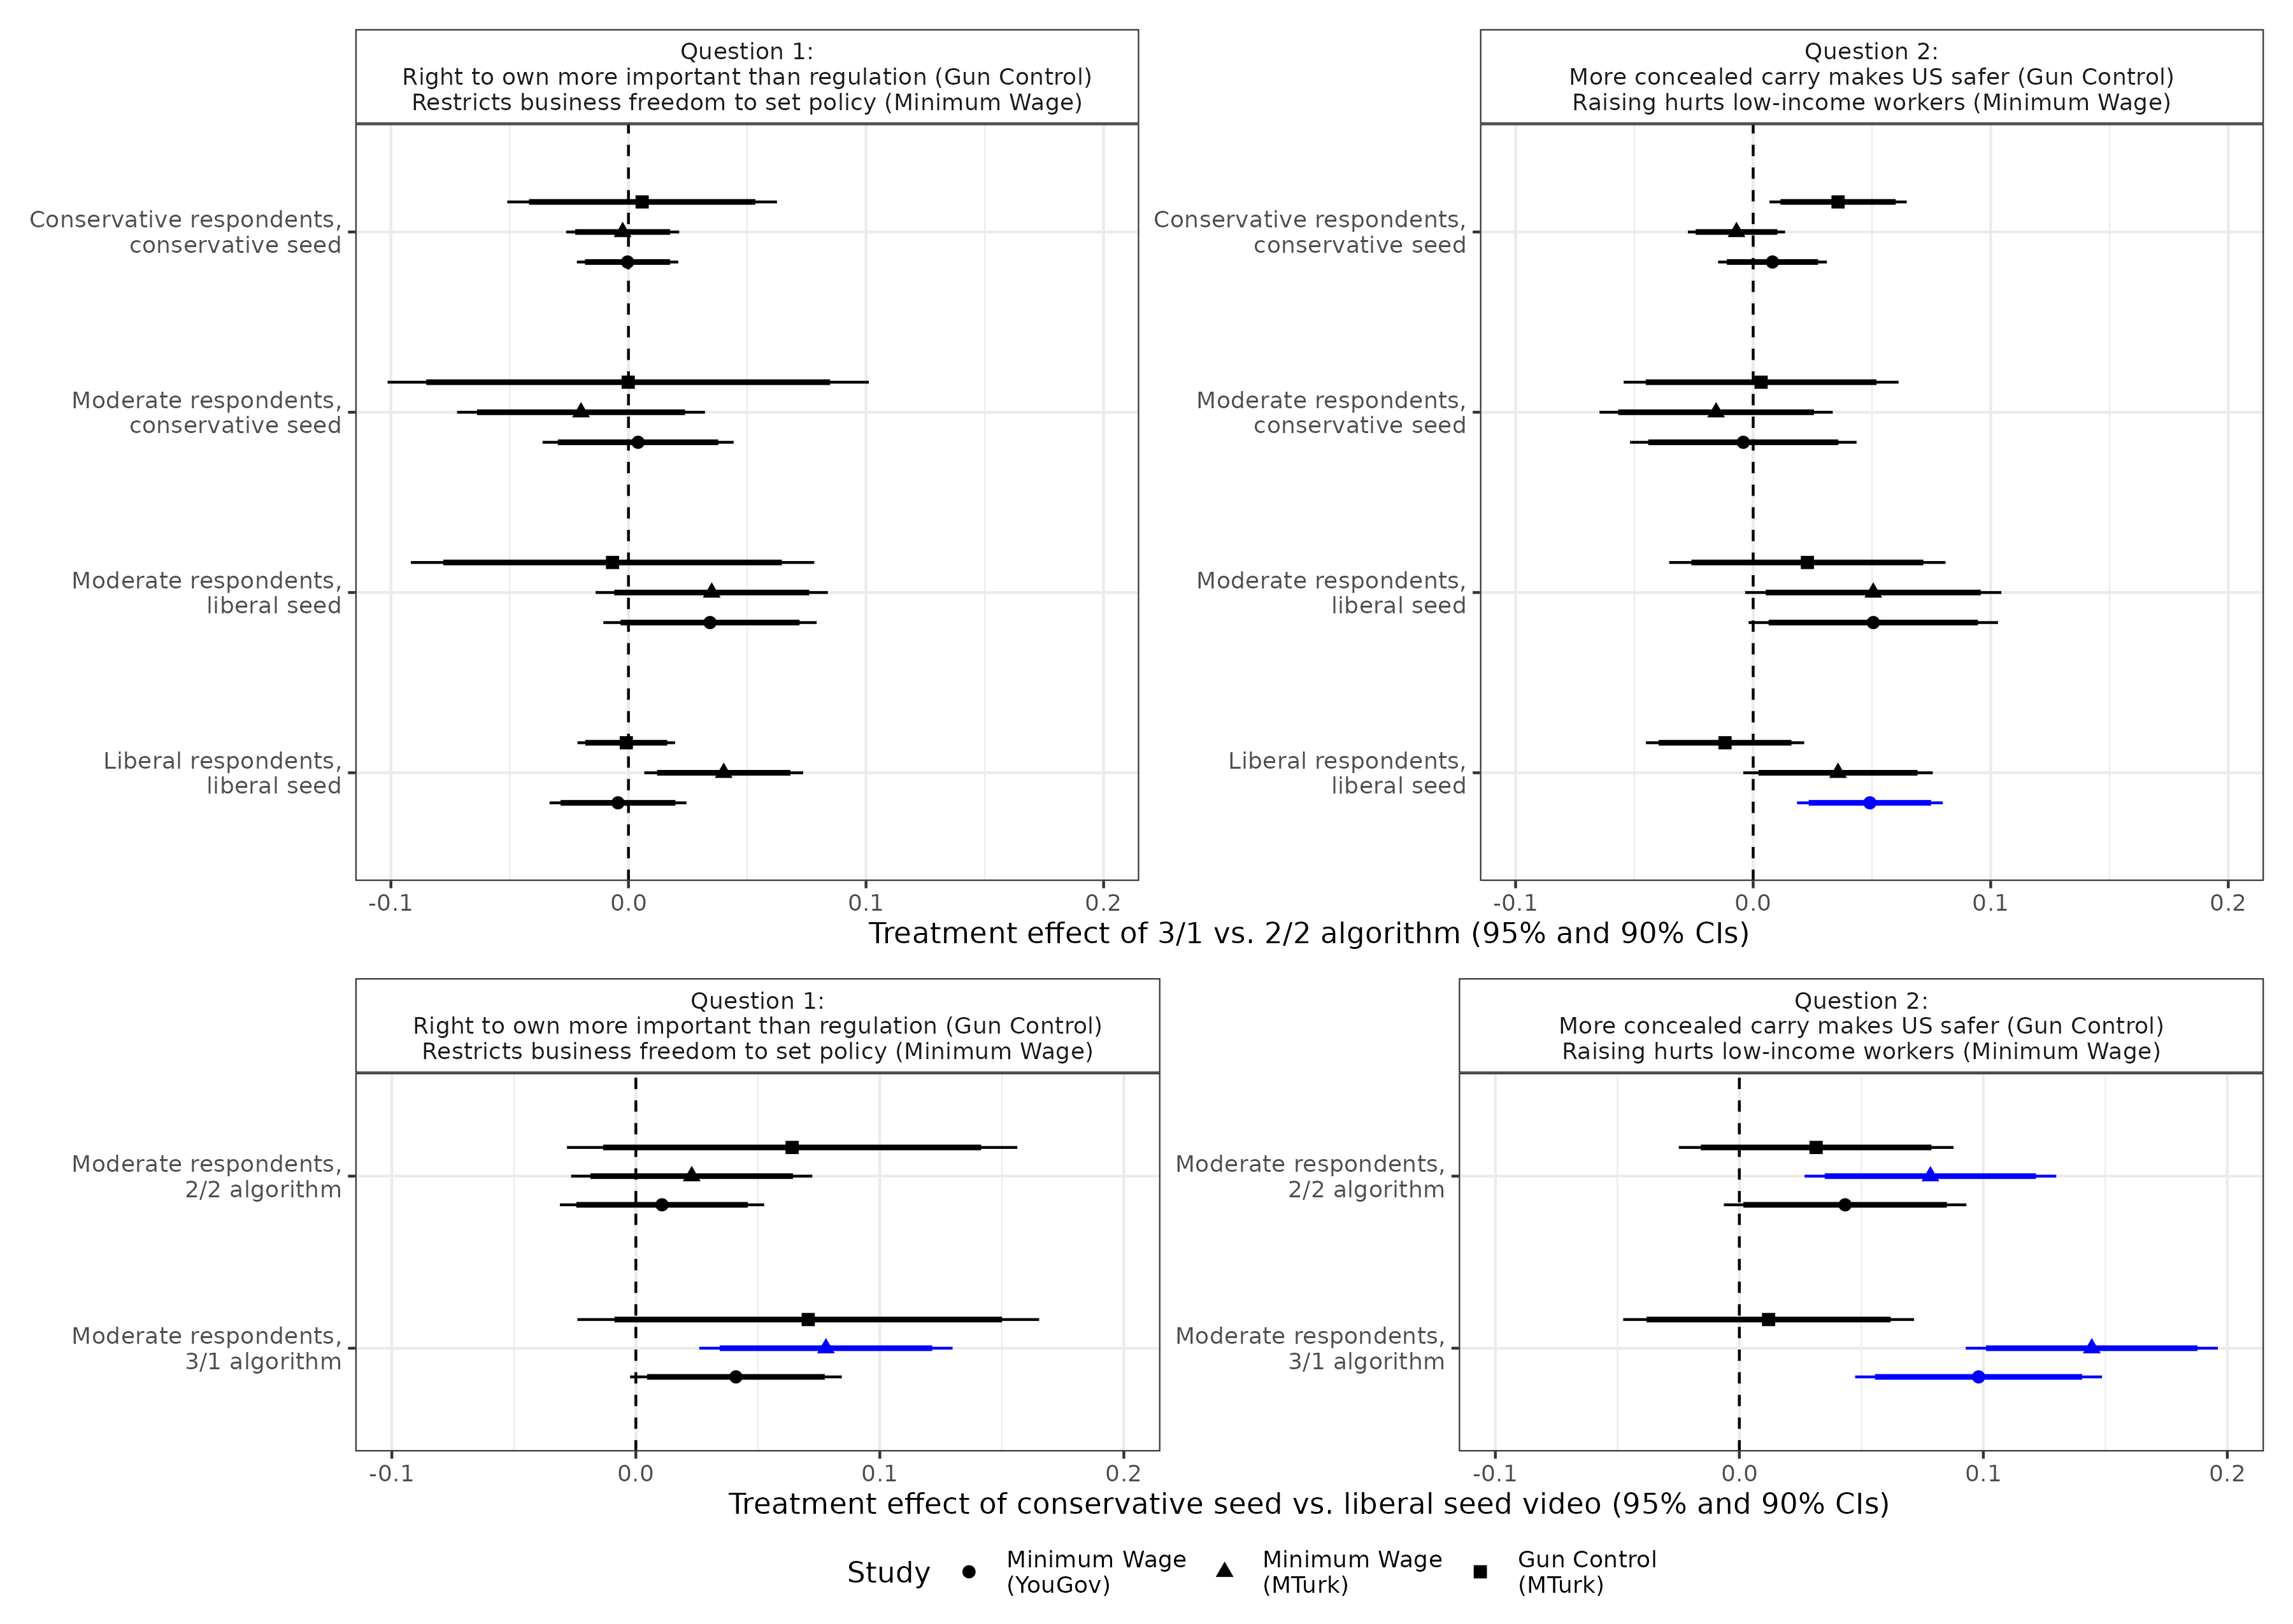 Question 1:
Right to own more important than regulation (Gun Control)
Restricts business freedom to set policy (Minimum Wage)
Question 2:
More concealed carry makes US safer (Gun Control)
Raising hurts low-income workers (Minimum Wage)
Conservative respondents,
conservative seed
Moderate respondents,
conservative seed
Moderate respondents,
liberal seed
Liberal respondents,
liberal seed
Conservative respondents,
conservative seed
Moderate respondents,
conservative seed
Moderate respondents,
liberal seed
Liberal respondents,
liberal seed
-0.1 0.0 0.1 0.2
-0.1 0.0 0.1 0.2
Treatment effect of 3/1 vs. 2/2 algorithm (95% and 90% CIs)
Question 1:
Right to own more important than regulation (Gun Control)
Restricts business freedom to set policy (Minimum Wage)
Question 2:
More concealed carry makes US safer (Gun Control)
Raising hurts low-income workers (Minimum Wage)
Moderate respondents,
2/2 algorithm
Moderate respondents,
3/1 algorithm
Moderate respondents,
2/2 algorithm
Moderate respondents,
3/1 algorithm
-0.1 0.0 0.1 0.2
-0.1 0.0 0.1 0.2
Treatment effect of conservative seed vs. liberal seed video (95% and 90% CIs)
Study
Minimum Wage
(YouGov)
Minimum Wage
(MTurk)
Gun Control
(MTurk)